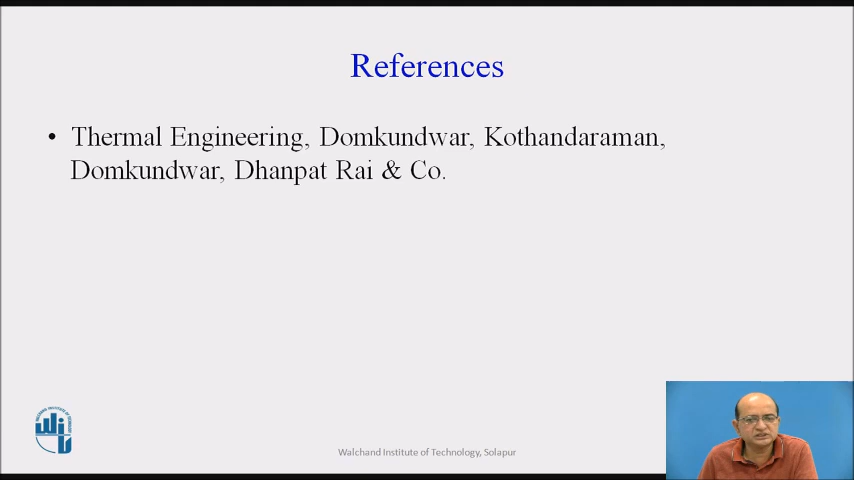 References
• Thermal Engineering, Domkundwar, Kothandaraman,
Domkundwar, Dhanpat Rai & Co.
Walchand Institute of Technology, Solapur